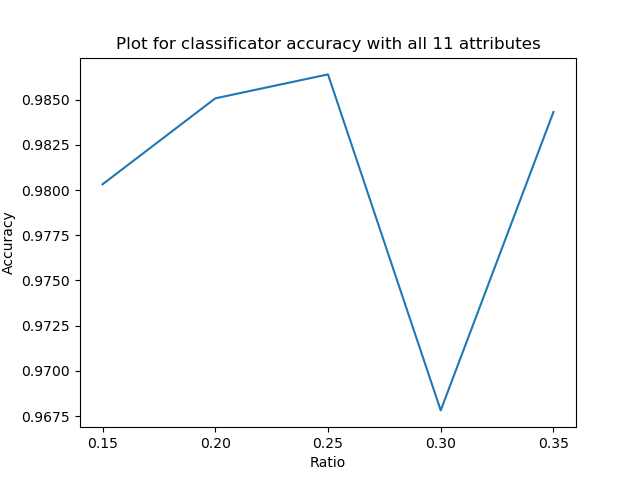 Plot for classificator accuracy with all 11 attributes
0.9850
0.9825
0.9800
0.9775
0.9750
0.9725
0.9700
0.9675
Accuracy
0.15 0.20 0.25 0.30 0.35
Ratio